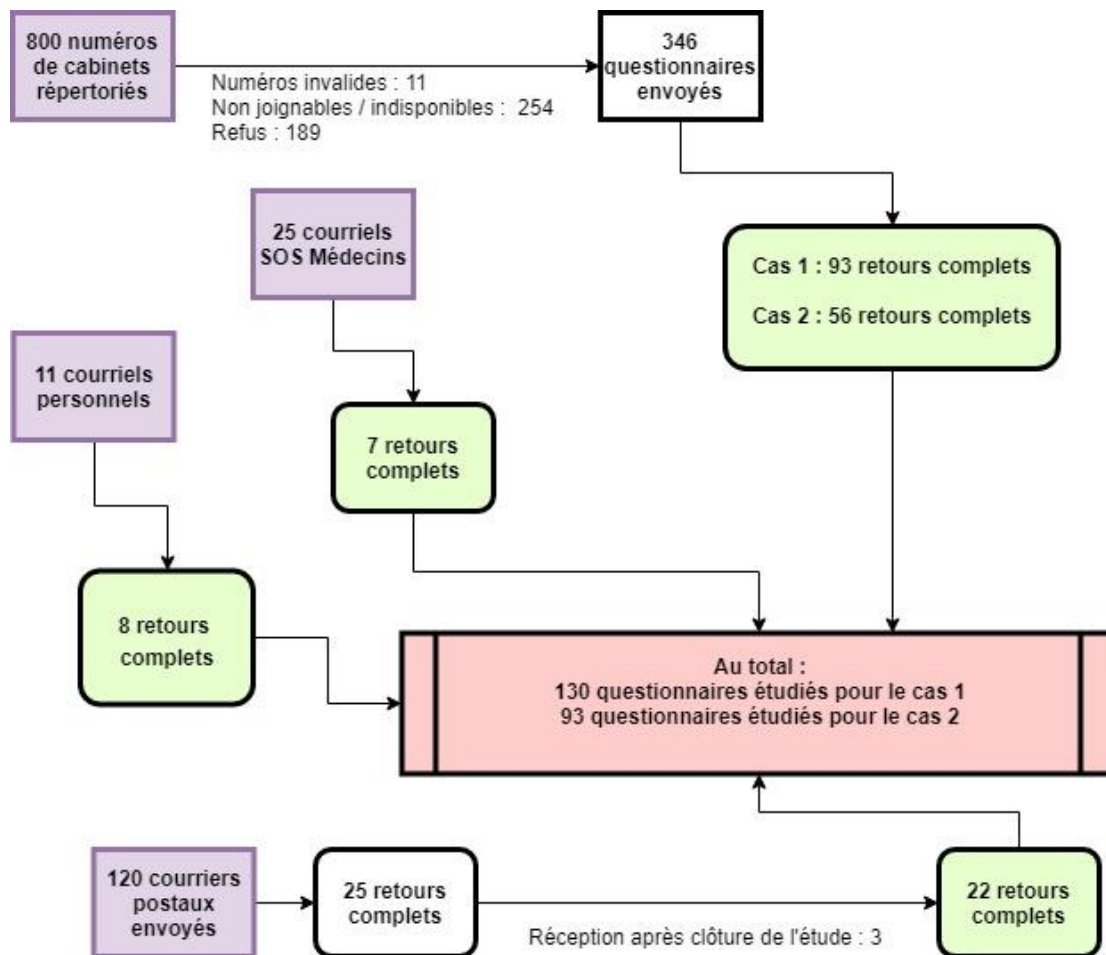 800 numéros
de cabinets
répertoriés
346
questionnaires
envoyés
Numéros invalides : 11
Non joignables / indisponibles : 254
Refus : 189
25 courriels
SOS Médecins
Cas 1 : 93 retours complets
Cas 2 : 56 retours complets
11 courriels
personnels
7 retours
complets
8 retours
complets
Au total :
130 questionnaires étudiés pour le cas 1
93 questionnaires étudiés pour le cas 2
120 courriers
postaux
envoyés
25 retours
complets
Réception après clôture de l'étude : 3
22 retours
complets